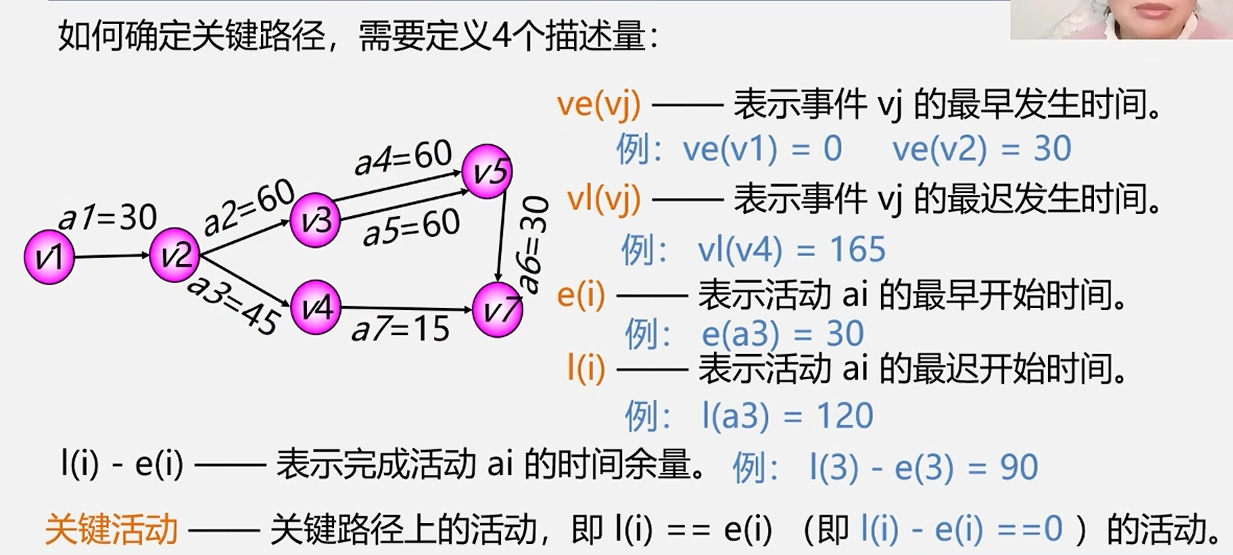 如何确定关键路径，需要定义4个描述量：
ve(vj) —— 表示事件 vj 的最早发生时间。
例：ve(v1) = 0 ve(v2) = 30
vl(vj) —— 表示事件 vj 的最迟发生时间。
例： vl(v4) = 165
e(i) —— 表示活动 ai 的最早开始时间。
例： e(a3) = 30
l(i) —— 表示活动 ai 的最迟开始时间。
例： l(a3) = 120
a1=30
a2=60
a3=45
a4=60
a5=60
a6=30
a7=15
v1
v2
v3
v4
v5
v7
l(i) - e(i) —— 表示完成活动 ai 的时间余量。 例： l(3) - e(3) = 90
关键活动 —— 关键路径上的活动，即 l(i) == e(i) （即 l(i) - e(i) ==0 ）的活动。